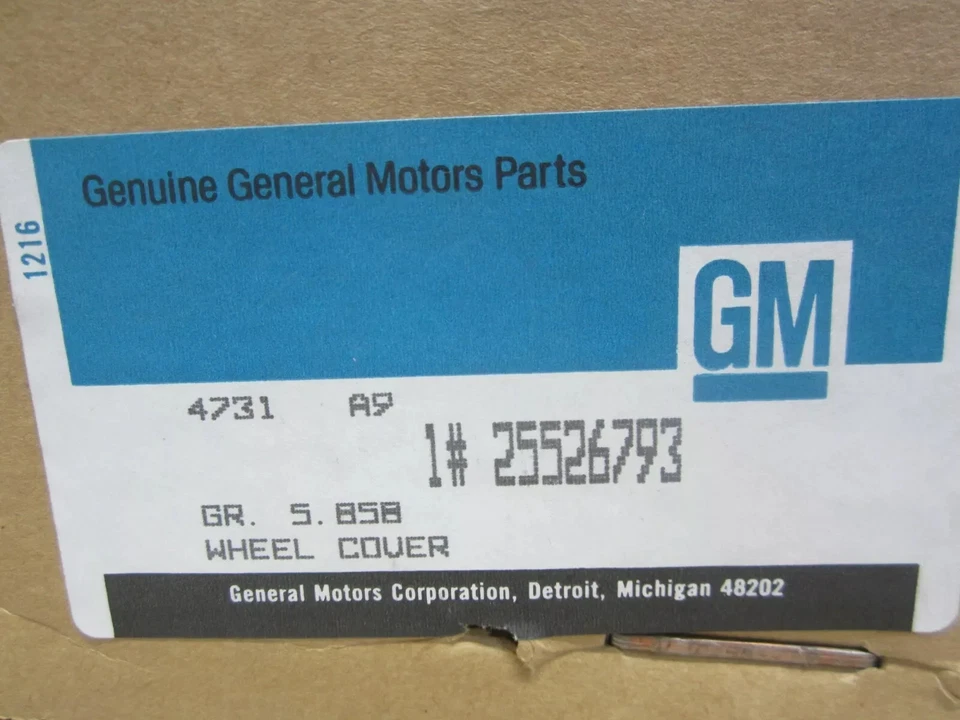 Genuine General Motors Parts
1216
GM
4731 A9
1# 25526793
GR. 5.858
WHEEL COVER
General Motors Corporation, Detroit, Michigan 48202